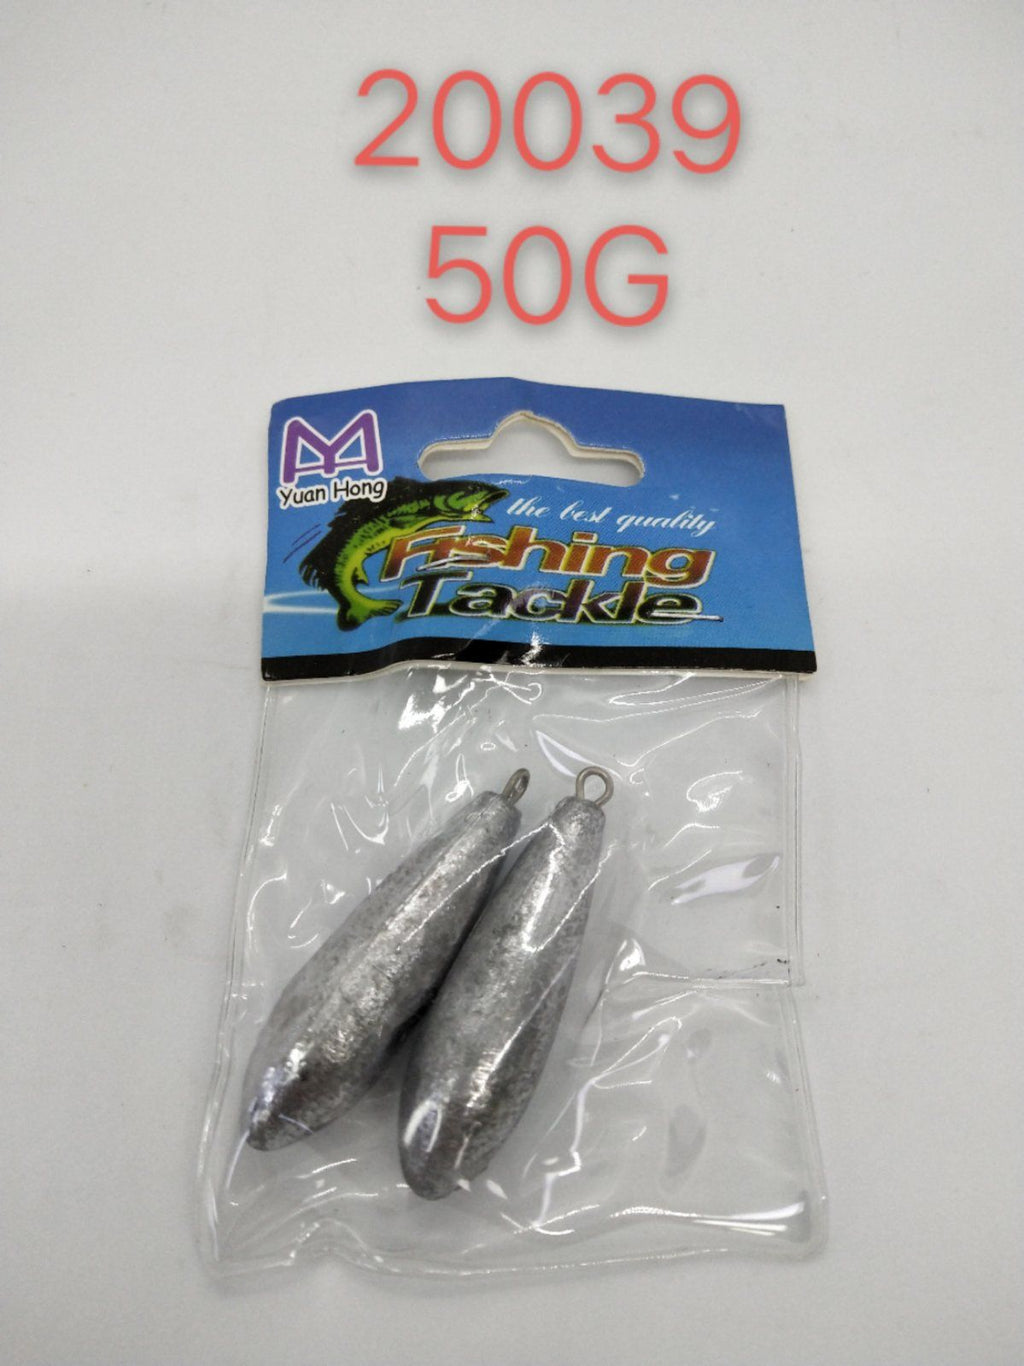 20039
50G
Yuan Hong
the best quality
Fishing
Tackle